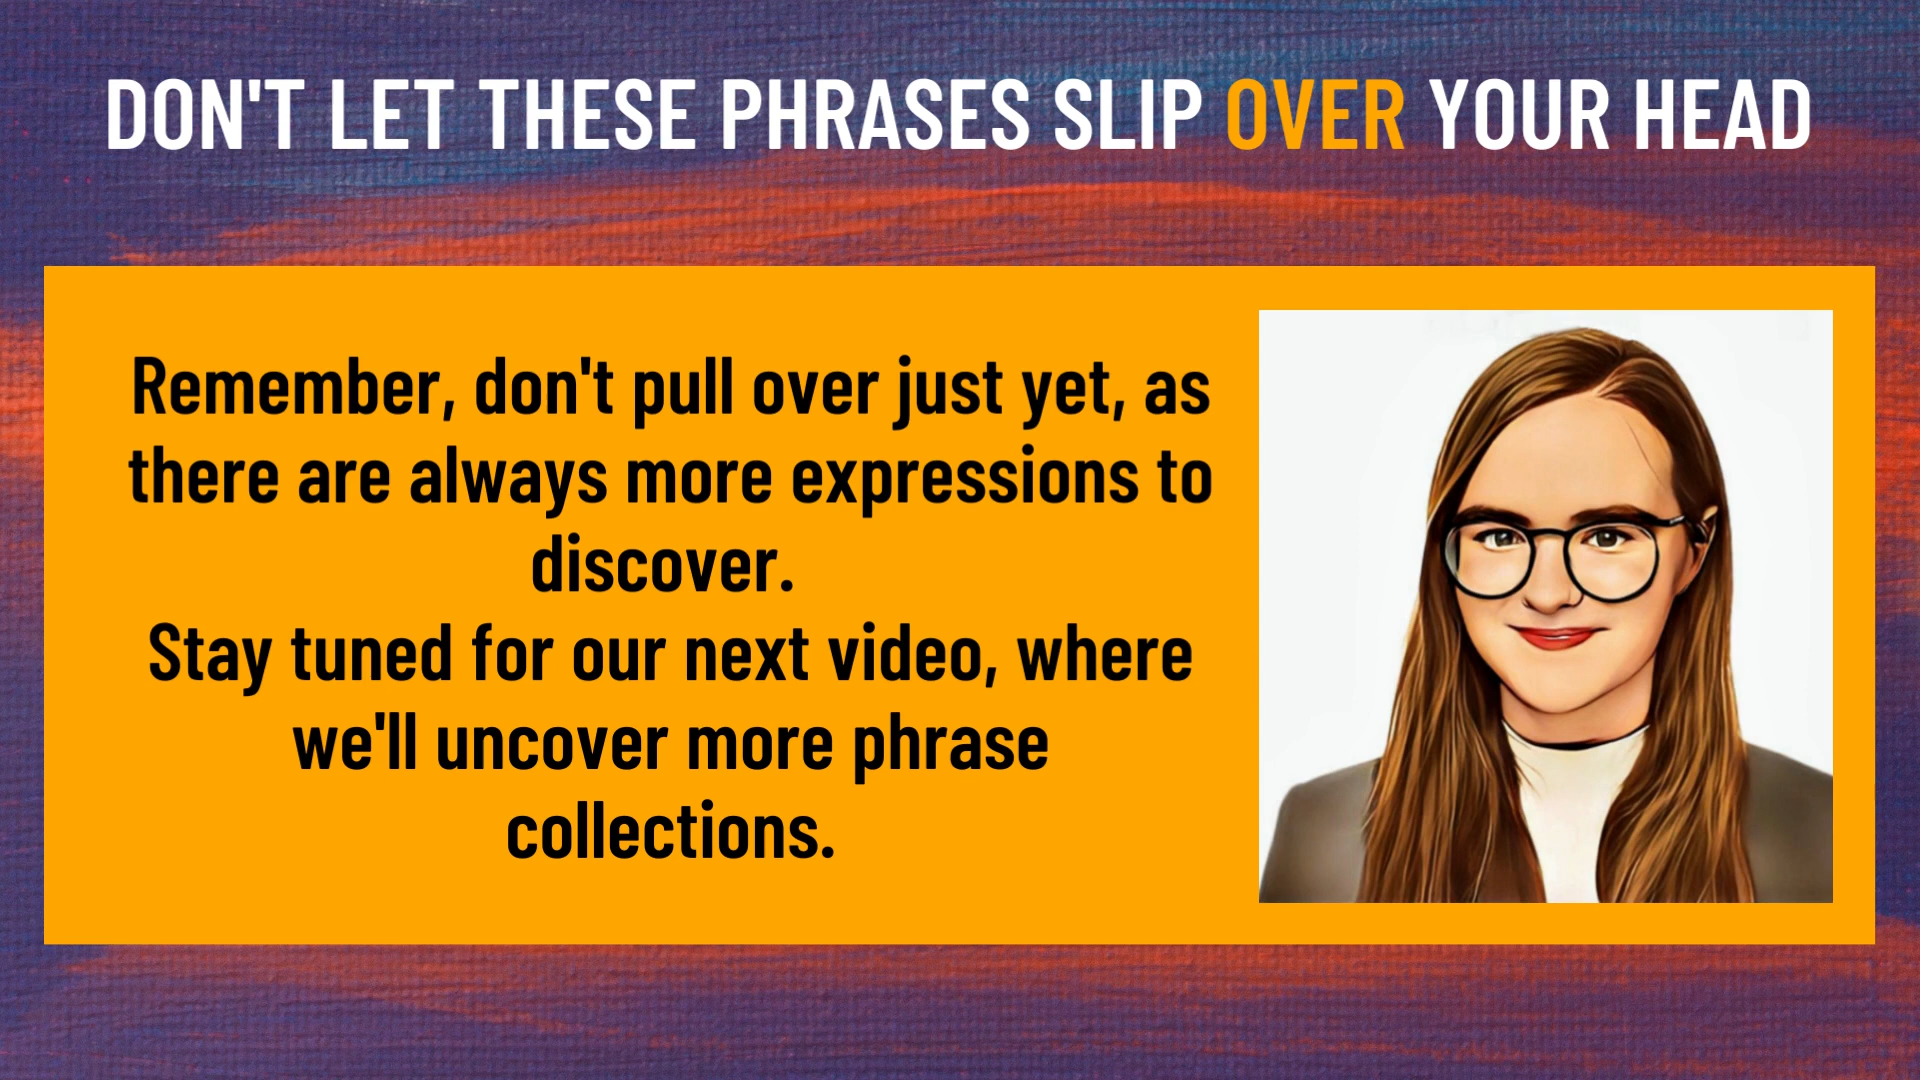 DON'T LET THESE PHRASES SLIP OVER YOUR HEAD
Remember, don't pull over just yet, as
there are always more expressions to
discover.
Stay tuned for our next video, where
we'll uncover more phrase
collections.